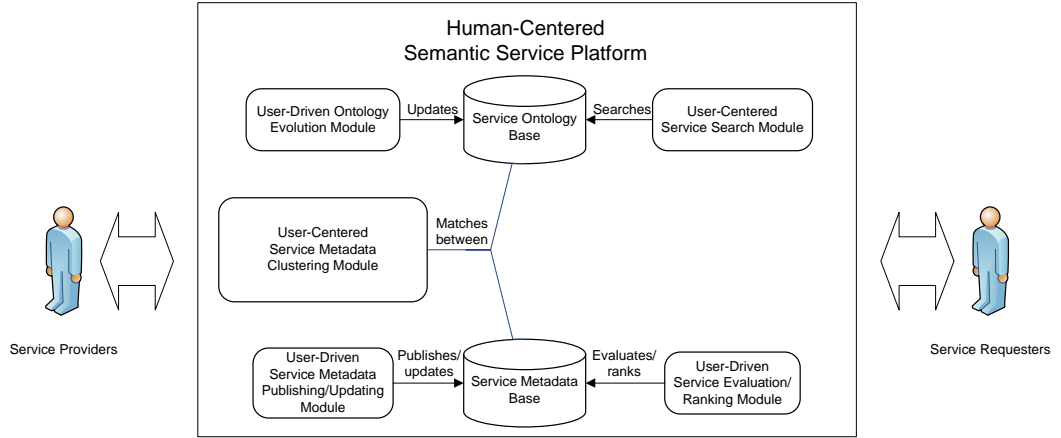 Human-Centered
Semantic Service Platform
User-Driven Ontology
Evolution Module
Updates
Service Ontology
Base
Searches
User-Centered
Service Search Module
User-Centered
Service Metadata
Clustering Module
Matches
between
Service Providers
Service Requesters
User-Driven
Service Metadata
Publishing/Updating
Module
Publishes/
updates
Service Metadata
Base
Evaluates/
ranks
User-Driven
Service Evaluation/
Ranking Module